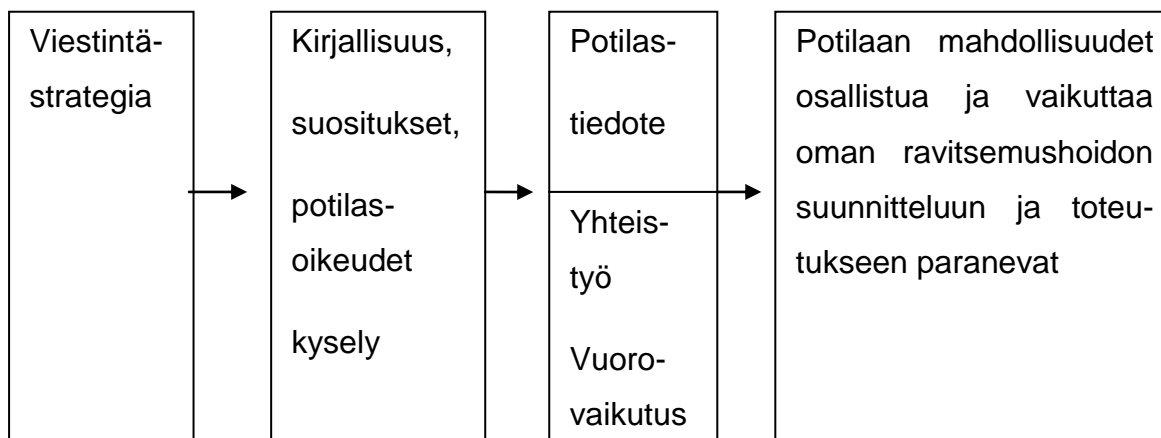 Viestintä-
strategia
Kirjallisuus,
suositukset,
potilas-
oikeudet
kysely
Potilas-
tiedote
Yhteis-
työ
Vuoro-
vaikutus
Potilaan mahdollisuudet
osallistua ja vaikuttaa
oman ravitsemushoidon
suunnitteluun ja toteu-
tukseen paranevat